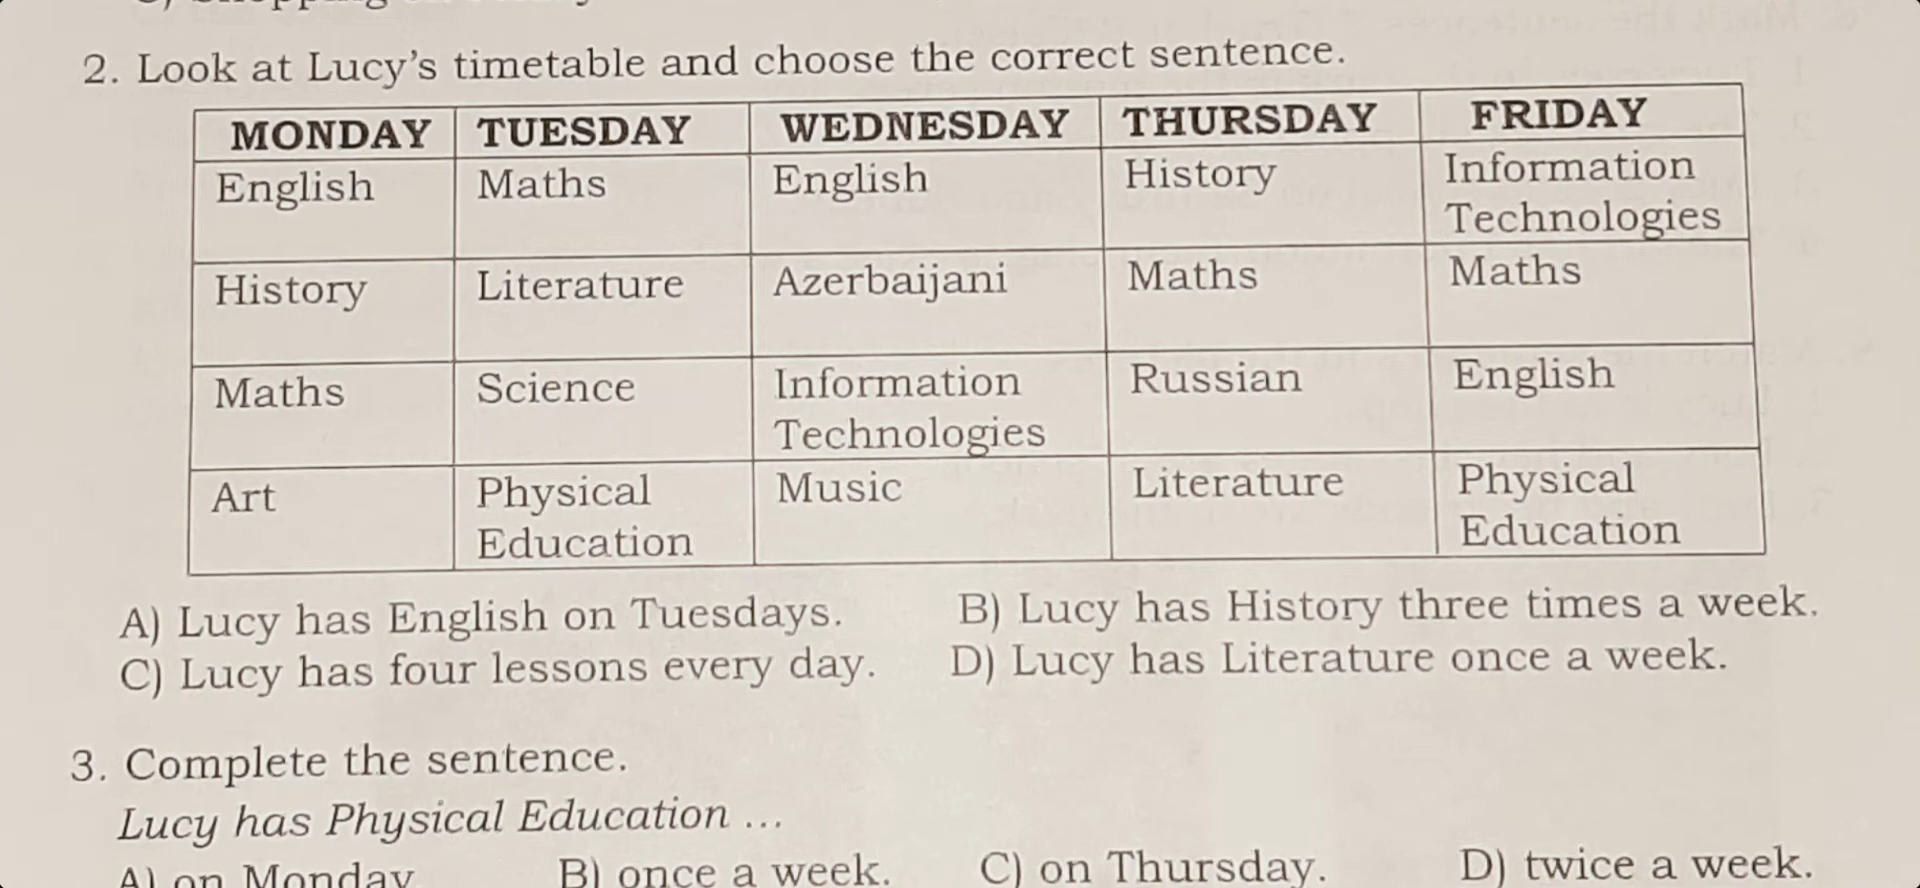 2. Look at Lucy's timetable and choose the correct sentence.
MONDAY TUESDAY WEDNESDAY THURSDAY FRIDAY
English Maths English History Information Technologies
History Literature Azerbaijani Maths Maths
Maths Science Information Technologies Russian English
Art Physical Education Music Literature Physical Education
A) Lucy has English on Tuesdays. B) Lucy has History three times a week.
C) Lucy has four lessons every day. D) Lucy has Literature once a week.
3. Complete the sentence.
Lucy has Physical Education ...
A) on Monday B) once a week. C) on Thursday. D) twice a week.